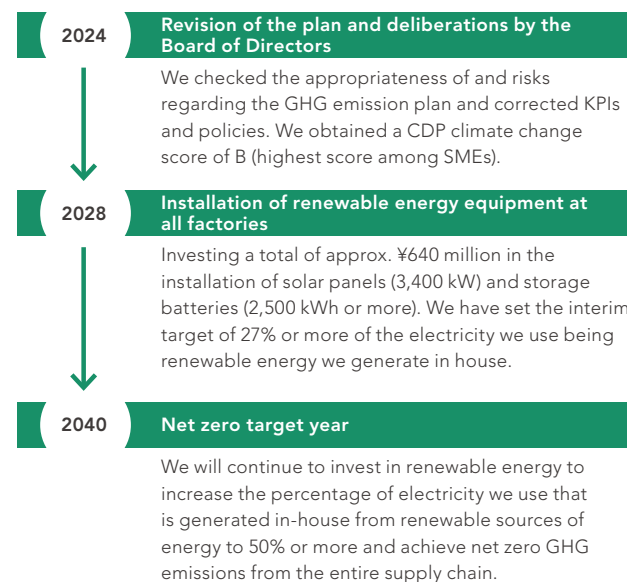 2024
Revision of the plan and deliberations by the
Board of Directors
We checked the appropriateness of and risks
regarding the GHG emission plan and corrected KPIs
and policies. We obtained a CDP climate change
score of B (highest score among SMEs).
2028
Installation of renewable energy equipment at
all factories
Investing a total of approx. ¥640 million in the
installation of solar panels (3,400 kW) and storage
batteries (2,500 kWh or more). We have set the interim
target of 27% or more of the electricity we use being
renewable energy we generate in house.
2040
Net zero target year
We will continue to invest in renewable energy to
increase the percentage of electricity we use that
is generated in-house from renewable sources of
energy to 50% or more and achieve net zero GHG
emissions from the entire supply chain.